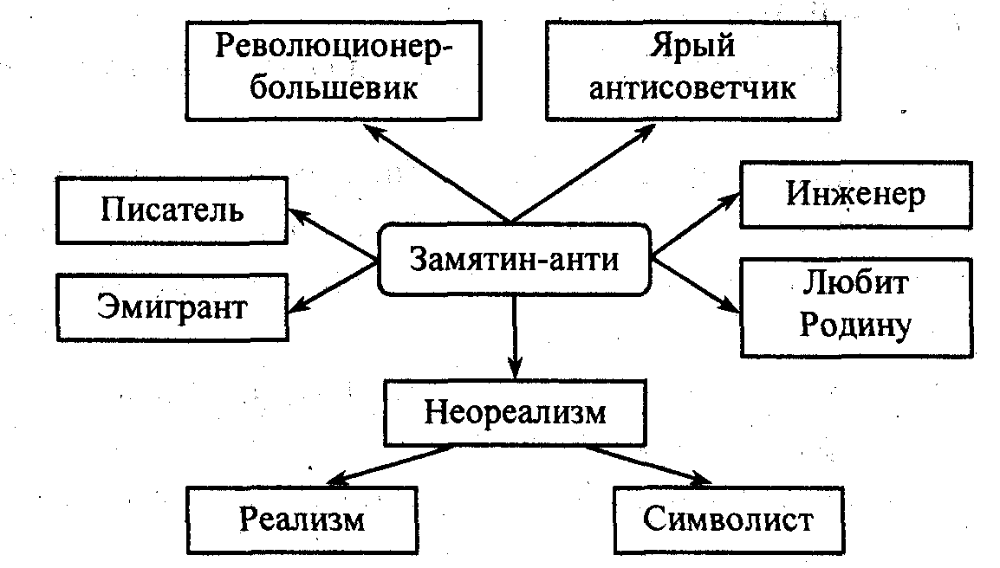 Революционер-
большевик
Ярый
антисоветчик
Писатель
Инженер
Замятин-анти
Эмигрант
Любит
Родину
Неореализм
Реализм
Символист